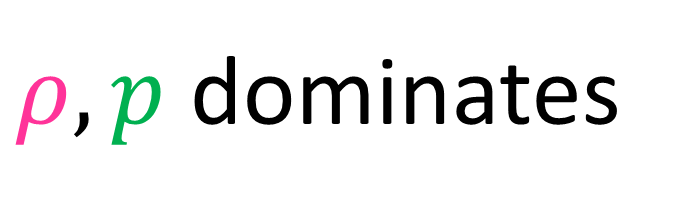 ρ, p dominates